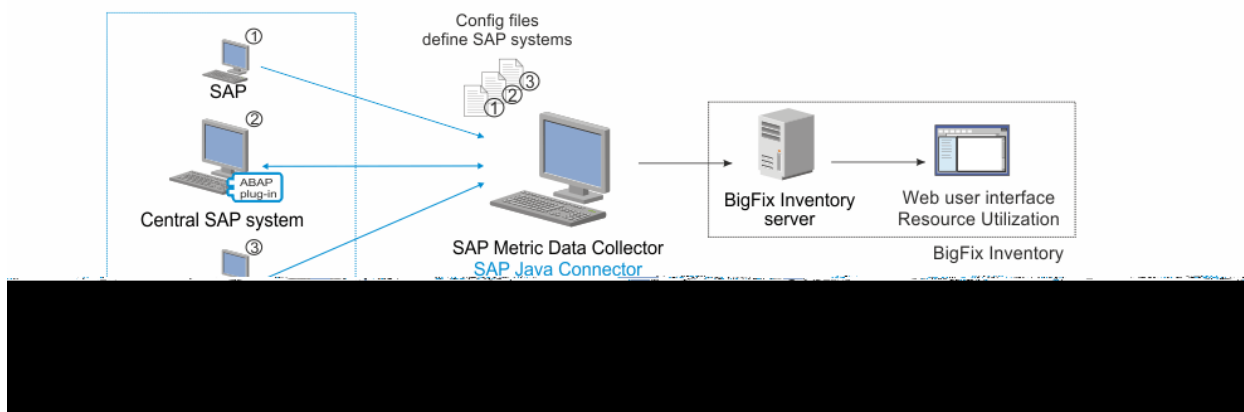 Config files
define SAP systems
①
SAP
②
ABAP
plug-in
Central SAP system
③
①
②
③
SAP Metric Data Collector
SAP Java Connector
BigFix Inventory
server
Web user interface
Resource Utilization
BigFix Inventory